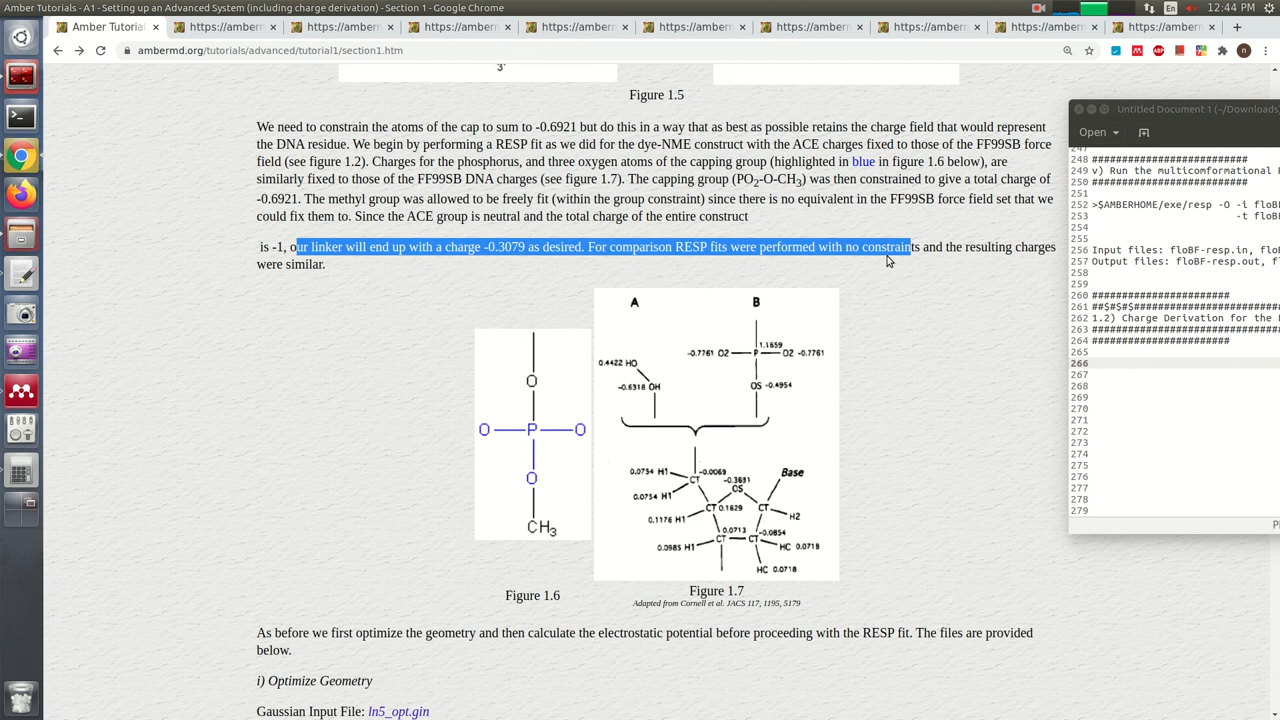 Amber Tutorials - A1 - Setting up an Advanced System (including charge derivation) - Section 1 - Google Chrome
En
12:44 PM
Amber Tutorial
https://amberm
https://amberm
https://amberm
https://amberm
https://amberm
https://amberm
https://amberm
https://amberm
https://amberm
ambermd.org/tutorials/advanced/tutorial1/section1.htm
3'
Figure 1.5
We need to constrain the atoms of the cap to sum to -0.6921 but do this in a way that as best as possible retains the charge field that would represent
the DNA residue. We begin by performing a RESP fit as we did for the dye-NME construct with the ACE charges fixed to those of the FF99SB force
field (see figure 1.2). Charges for the phosphorus, and three oxygen atoms of the capping group (highlighted in blue in figure 1.6 below), are
similarly fixed to those of the FF99SB DNA charges (see figure 1.7). The capping group (PO2-O-CH3) was then constrained to give a total charge of
-0.6921. The methyl group was allowed to be freely fit (within the group constraint) since there is no equivalent in the FF99SB force field set that we
could fix them to. Since the ACE group is neutral and the total charge of the entire construct
is -1, our linker will end up with a charge -0.3079 as desired. For comparison RESP fits were performed with no constraints and the resulting charges
were similar.
O
O P O
O
CH3
A B
1.1659
-0.7761 O2 P O2 -0.7761
0.4422 HO
-0.6318 OH
OS -0.4954
0.0754 H1
-0.0069
CT
-0.3691
OS
Base
0.0754 H1
CT 0.1629
CT
H2
0.1176 H1
0.0713
-0.0854
CT CT
0.0985 H1
HC 0.0718
HC 0.0718
Figure 1.6
Figure 1.7
Adapted from Cornell et al. JACS 117, 1195, 5179
As before we first optimize the geometry and then calculate the electrostatic potential before proceeding with the RESP fit. The files are provided
below.
i) Optimize Geometry
Gaussian Input File: ln5_opt.gin
Untitled Document 1 (~/Downloads
Open
247
248 ##########################
249 v) Run the multicomformational
250 ##########################
251
252 >$AMBERHOME/exe/resp -O -i floB
253 -t f
254
255
256 Input files: floBF-resp.in, fl
257 Output files: floBF-resp.out, f
258
259
260 #######################
261 ##$#$#$########################
262 1.2) Charge Derivation for the
263 ###############################
264 #######################
265
266
267
268
269
270
271
272
273
274
275
276
277
278
279